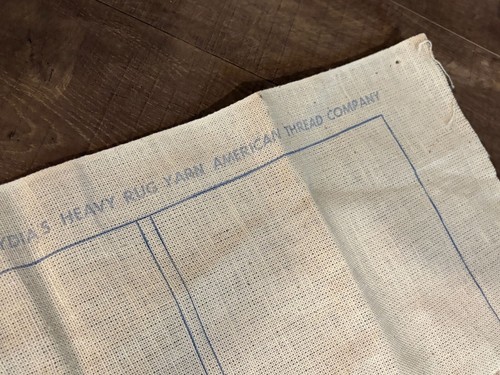 YDIA'S HEAVY RUG YARN AMERICAN THREAD COMPANY